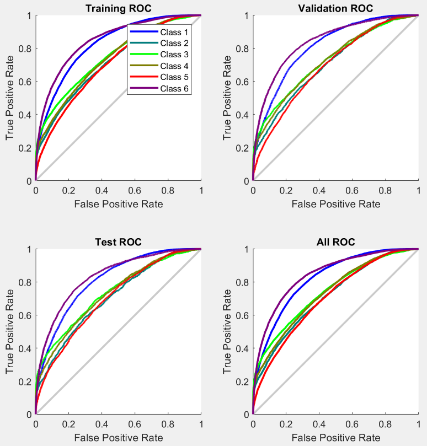 Training ROC
1
0.8
0.6
0.4
0.2
0
True Positive Rate
0 0.2 0.4 0.6 0.8 1
False Positive Rate
Class 1
Class 2
Class 3
Class 4
Class 5
Class 6
Validation ROC
1
0.8
0.6
0.4
0.2
0
True Positive Rate
0 0.2 0.4 0.6 0.8 1
False Positive Rate
Test ROC
1
0.8
0.6
0.4
0.2
0
True Positive Rate
0 0.2 0.4 0.6 0.8 1
False Positive Rate
All ROC
1
0.8
0.6
0.4
0.2
0
True Positive Rate
0 0.2 0.4 0.6 0.8 1
False Positive Rate